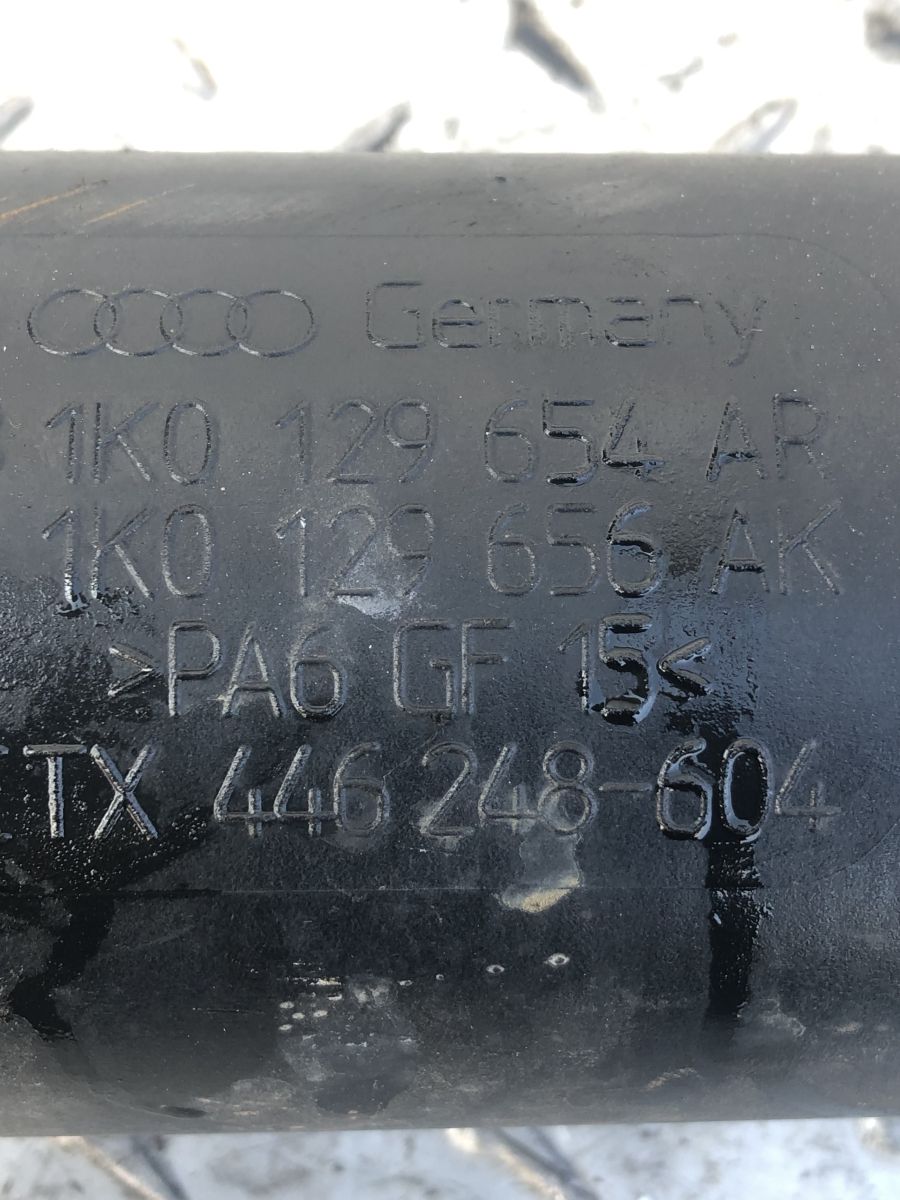 Germany
1K0 129 654 AR
1K0 129 656 AK
>PA6 GF 15<
TX 446 248-604